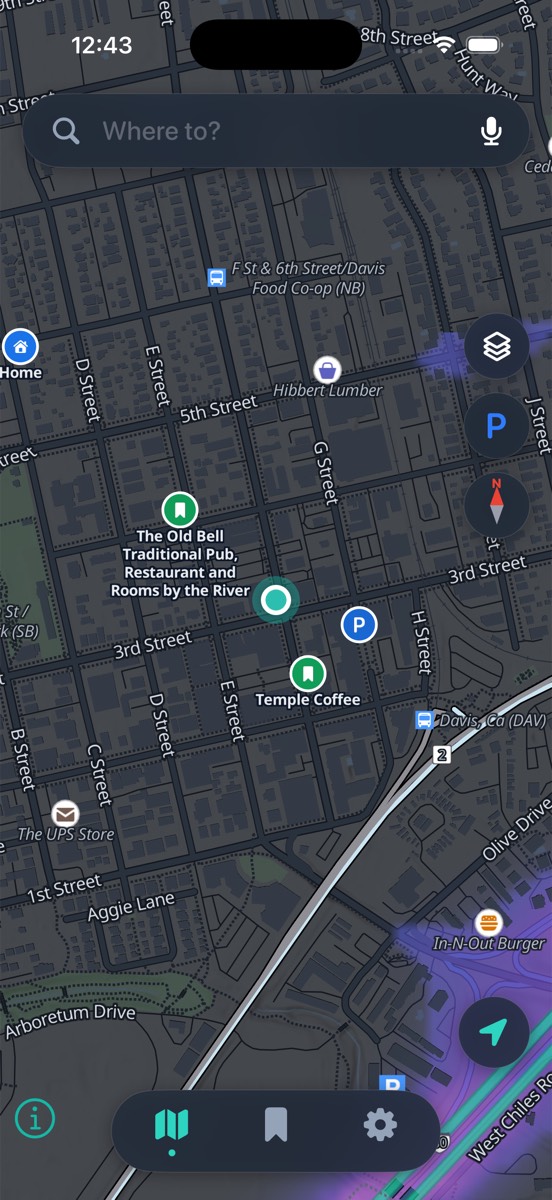 12:43
8th Street
Hunt Way
Where to?
F St & 6th Street/Davis
Food Co-op (NB)
Home
D Street
E Street
5th Street
Hibbert Lumber
J Street
P
N
G Street
The Old Bell
Traditional Pub,
Restaurant and
Rooms by the River
3rd Street
St /
k (SB)
P
3rd Street
H Street
Temple Coffee
E Street
D Street
Davis, Ca (DAV)
2
B Street
C Street
The UPS Store
Olive Drive
1st Street
Aggie Lane
In-N-Out Burger
Arboretum Drive
West Chiles Ro